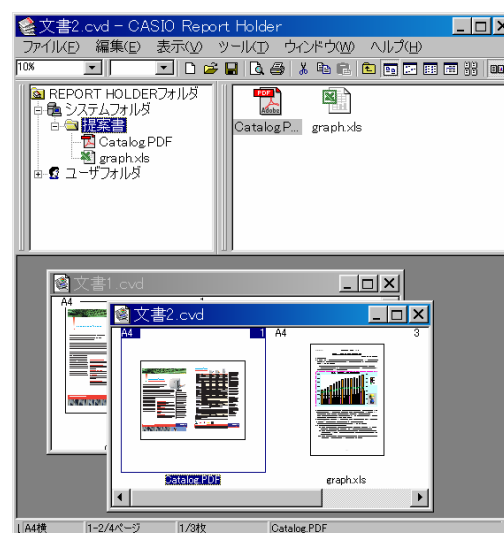 文書2.cvd - CASIO Report Holder
ファイル(F) 編集(E) 表示(V) ツール(T) ウィンドウ(W) ヘルプ(H)
10%
REPORT HOLDERフォルダ
システムフォルダ
提案書
Catalog.PDF
graph.xls
ユーザフォルダ
PDF
Adobe
Catalog.P...
graph.xls
文書1.cvd
A4
文書2.cvd
A4 1
A4 3
Catalog.PDF
graph.xls
A4横 1-2/4ページ 1/3枚 Catalog.PDF